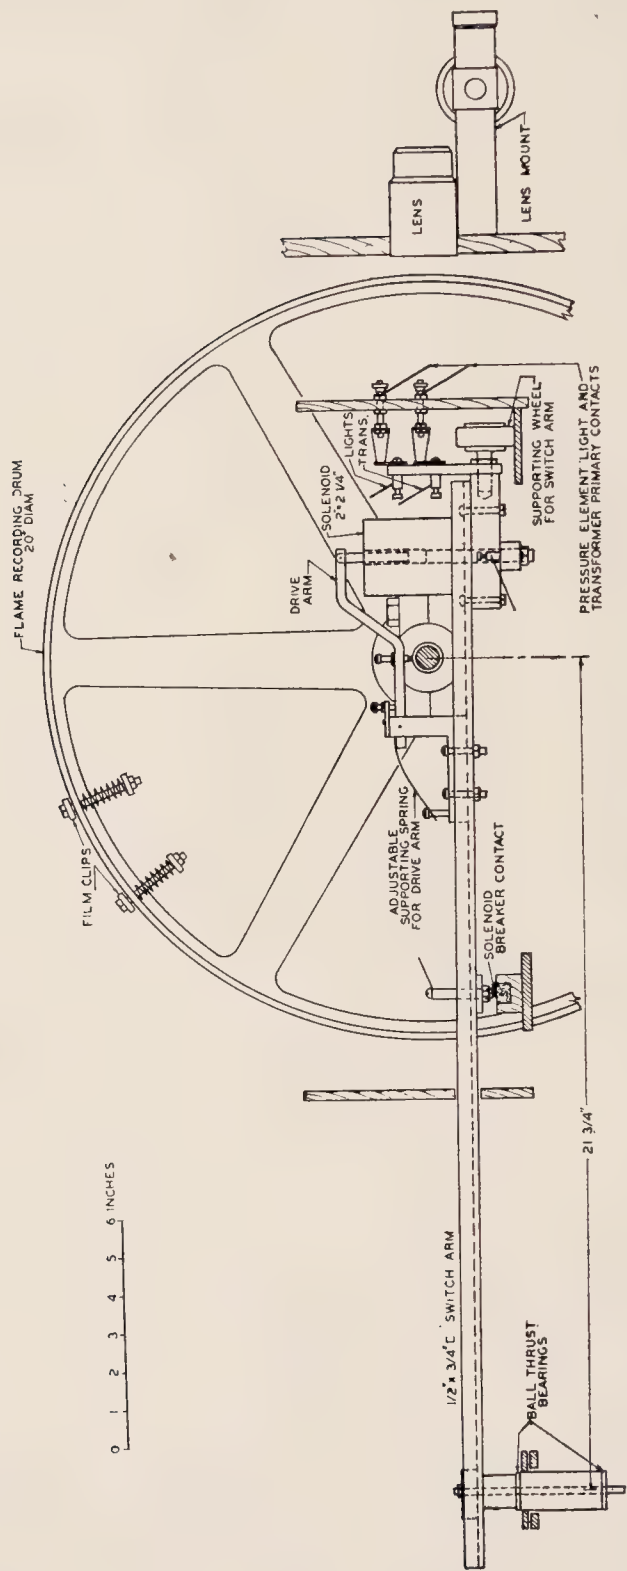 FLAME RECORDING DRUM
20" DIAM
FILM CLIPS
0 1 2 3 4 5 6 INCHES
DRIVE
ARM
SOLENOID
2" 2 1/4"
LIGHTS
TRANS.
LENS
LENS MOUNT
SUPPORTING WHEEL
FOR SWITCH ARM
PRESSURE ELEMENT LIGHT AND
TRANSFORMER PRIMARY CONTACTS
ADJUSTABLE
SUPPORTING SPRING
FOR DRIVE ARM
SOLENOID
BREAKER CONTACT
1/2" x 3/4" C SWITCH ARM
21 3/4"
BALL THRUST
BEARINGS